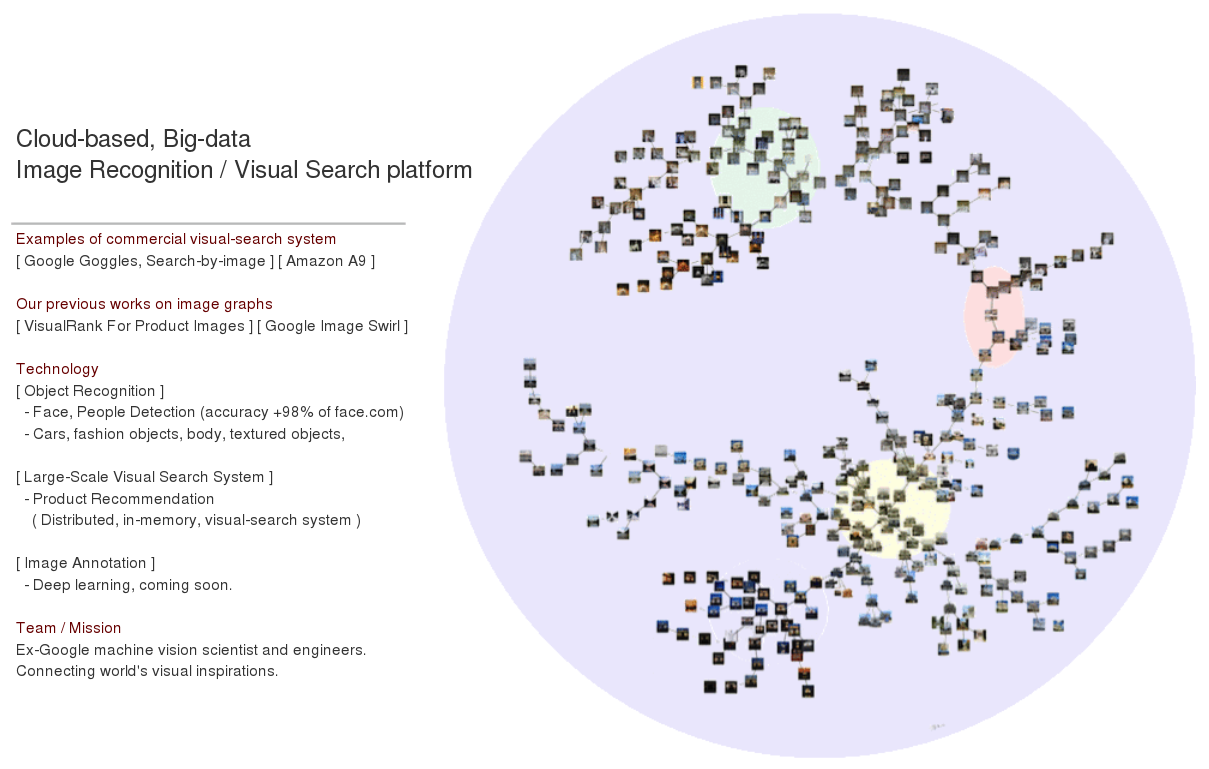 Cloud-based, Big-data
Image Recognition / Visual Search platform
Examples of commercial visual-search system
[ Google Goggles, Search-by-image ] [ Amazon A9 ]
Our previous works on image graphs
[ VisualRank For Product Images ] [ Google Image Swirl ]
Technology
[ Object Recognition ]
- Face, People Detection (accuracy +98% of face.com)
- Cars, fashion objects, body, textured objects,
[ Large-Scale Visual Search System ]
- Product Recommendation
( Distributed, in-memory, visual-search system )
[ Image Annotation ]
- Deep learning, coming soon.
Team / Mission
Ex-Google machine vision scientist and engineers.
Connecting world's visual inspirations.